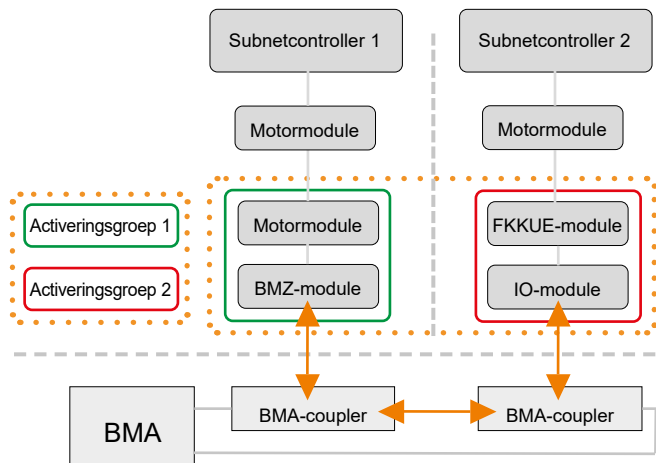 Subnetcontroller 1
Subnetcontroller 2
Motormodule
Motormodule
Activeringsgroep 1
Motormodule
FKKUE-module
Activeringsgroep 2
BMZ-module
IO-module
BMA
BMA-coupler
BMA-coupler